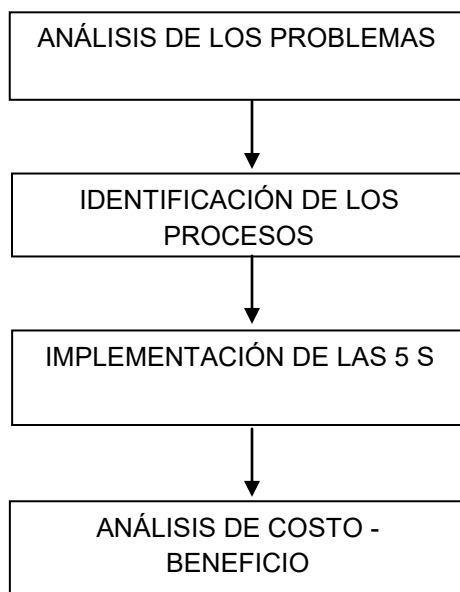 ANÁLISIS DE LOS PROBLEMAS
IDENTIFICACIÓN DE LOS
PROCESOS
IMPLEMENTACIÓN DE LAS 5 S
ANÁLISIS DE COSTO -
BENEFICIO